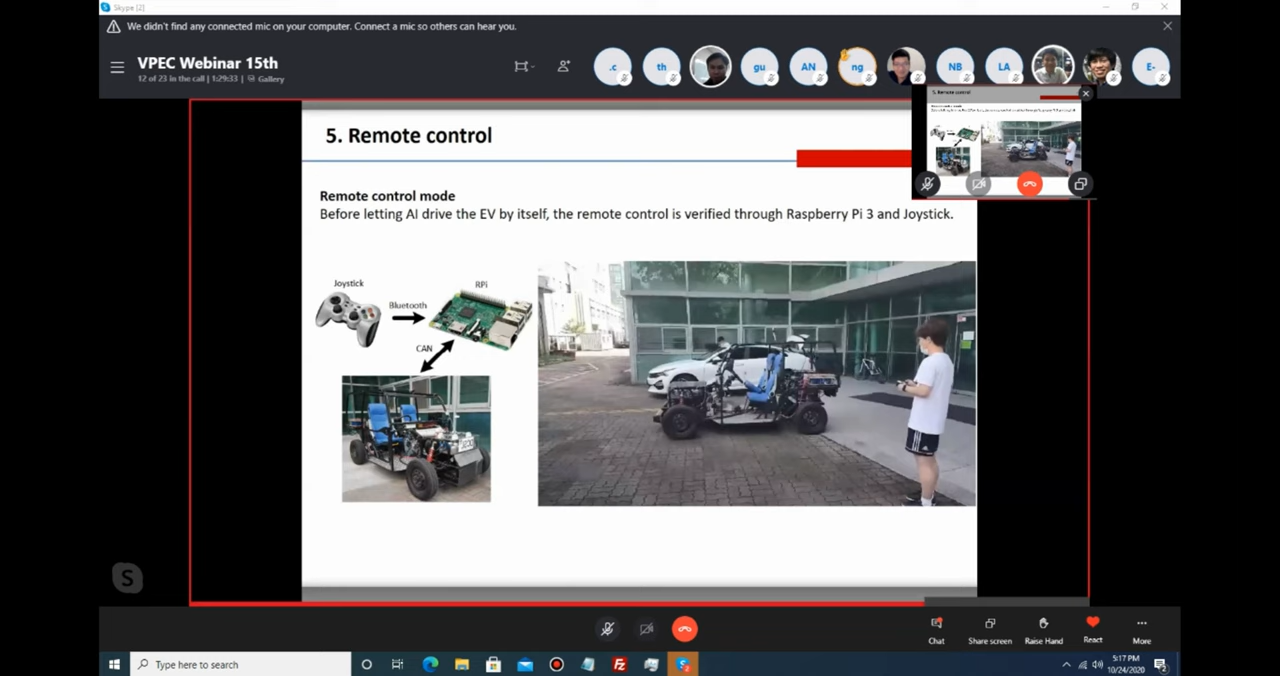 Skype [2]
We didn't find any connected mic on your computer. Connect a mic so others can hear you.
VPEC Webinar 15th
12 of 23 in the call | 1:29:33 | Gallery
.c
th
gu
AN
ng
NB
LA
E-
5. Remote control
5. Remote control
Remote control mode
Before letting AI drive the EV by itself, the remote control is verified through Raspberry Pi 3 and Joystick.
Joystick
RPi
Bluetooth
CAN
S
Chat
Share screen
Raise Hand
React
More
Type here to search
5:17 PM
10/24/2020